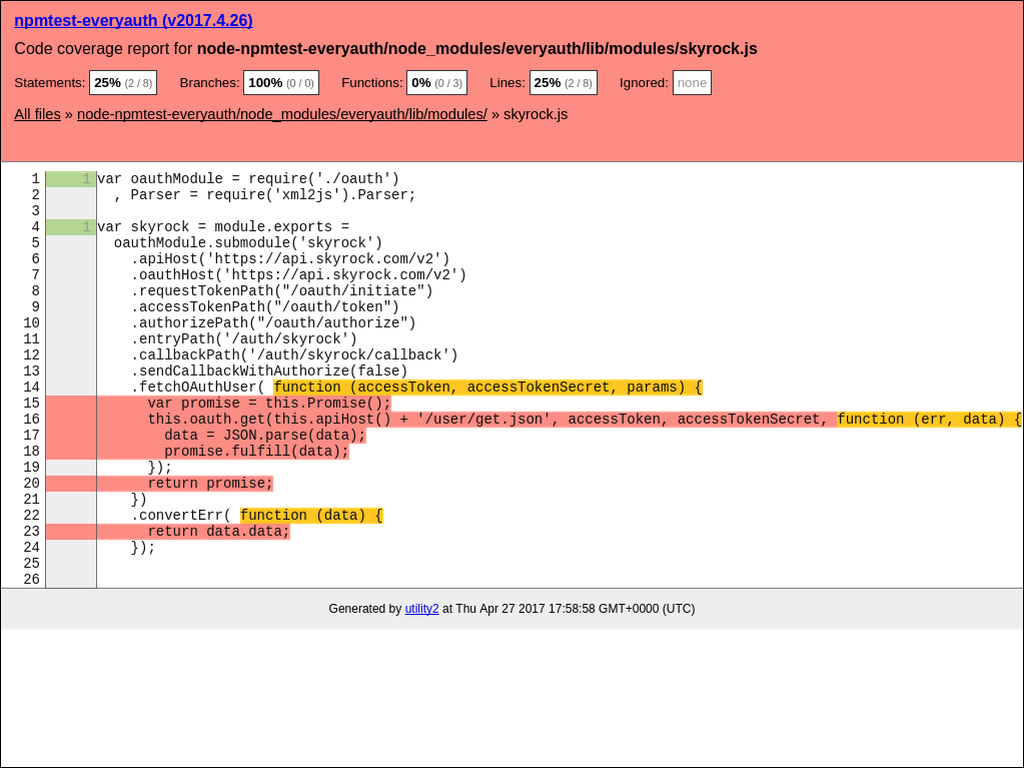 npmtest-everyauth (v2017.4.26)
Code coverage report for node-npmtest-everyauth/node_modules/everyauth/lib/modules/skyrock.js
Statements: 25% (2 / 8) Branches: 100% (0 / 0) Functions: 0% (0 / 3) Lines: 25% (2 / 8) Ignored: none
All files » node-npmtest-everyauth/node_modules/everyauth/lib/modules/ » skyrock.js
1 1 var oauthModule = require('./oauth')
2   , Parser = require('xml2js').Parser;
3
4 1 var skyrock = module.exports =
5   oauthModule.submodule('skyrock')
6     .apiHost('https://api.skyrock.com/v2')
7     .oauthHost('https://api.skyrock.com/v2')
8     .requestTokenPath("/oauth/initiate")
9     .accessTokenPath("/oauth/token")
10     .authorizePath("/oauth/authorize")
11     .entryPath('/auth/skyrock')
12     .callbackPath('/auth/skyrock/callback')
13     .sendCallbackWithAuthorize(false)
14     .fetchOAuthUser( function (accessToken, accessTokenSecret, params) {
15       var promise = this.Promise();
16       this.oauth.get(this.apiHost() + '/user/get.json', accessToken, accessTokenSecret, function (err, data) {
17         data = JSON.parse(data);
18         promise.fulfill(data);
19       });
20       return promise;
21     })
22     .convertErr( function (data) {
23       return data.data;
24     });
25
26
Generated by utility2 at Thu Apr 27 2017 17:58:58 GMT+0000 (UTC)